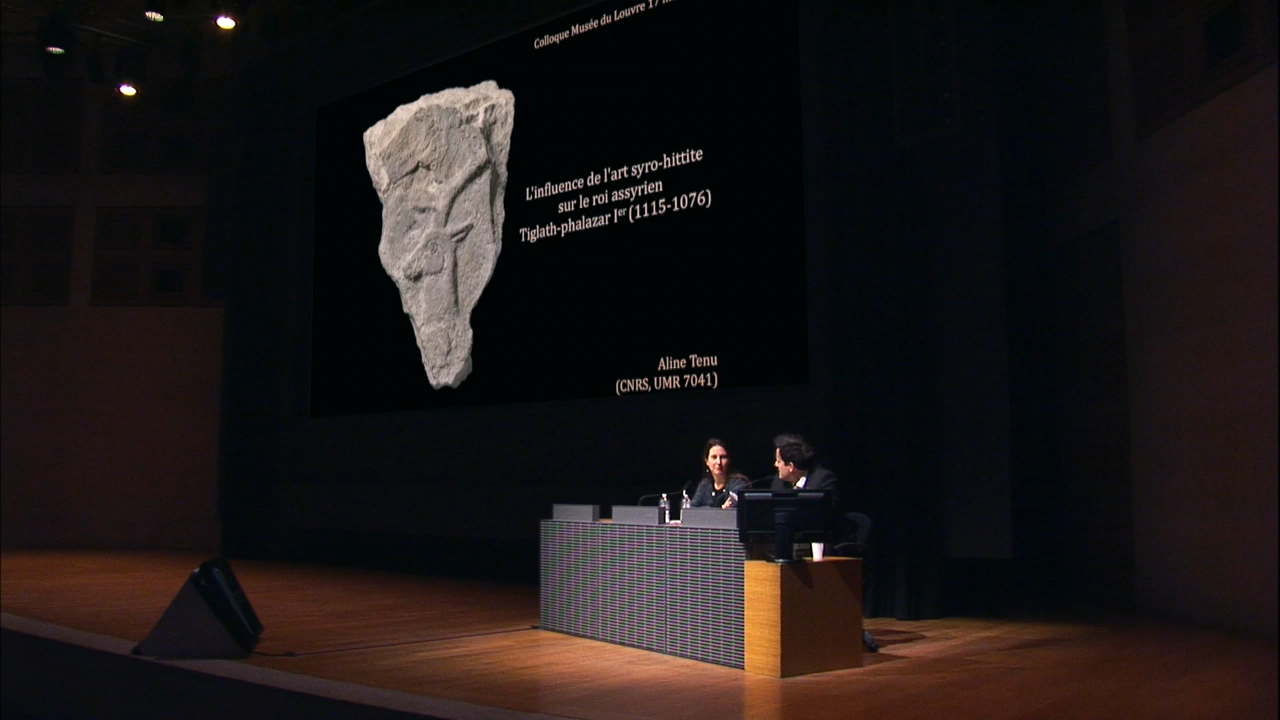 Colloque Musée du Louvre 17
L'influence de l'art syro-hittite
sur le roi assyrien
Tiglath-phalazar Iᵉʳ (1115-1076)
Aline Tenu
(CNRS, UMR 7041)